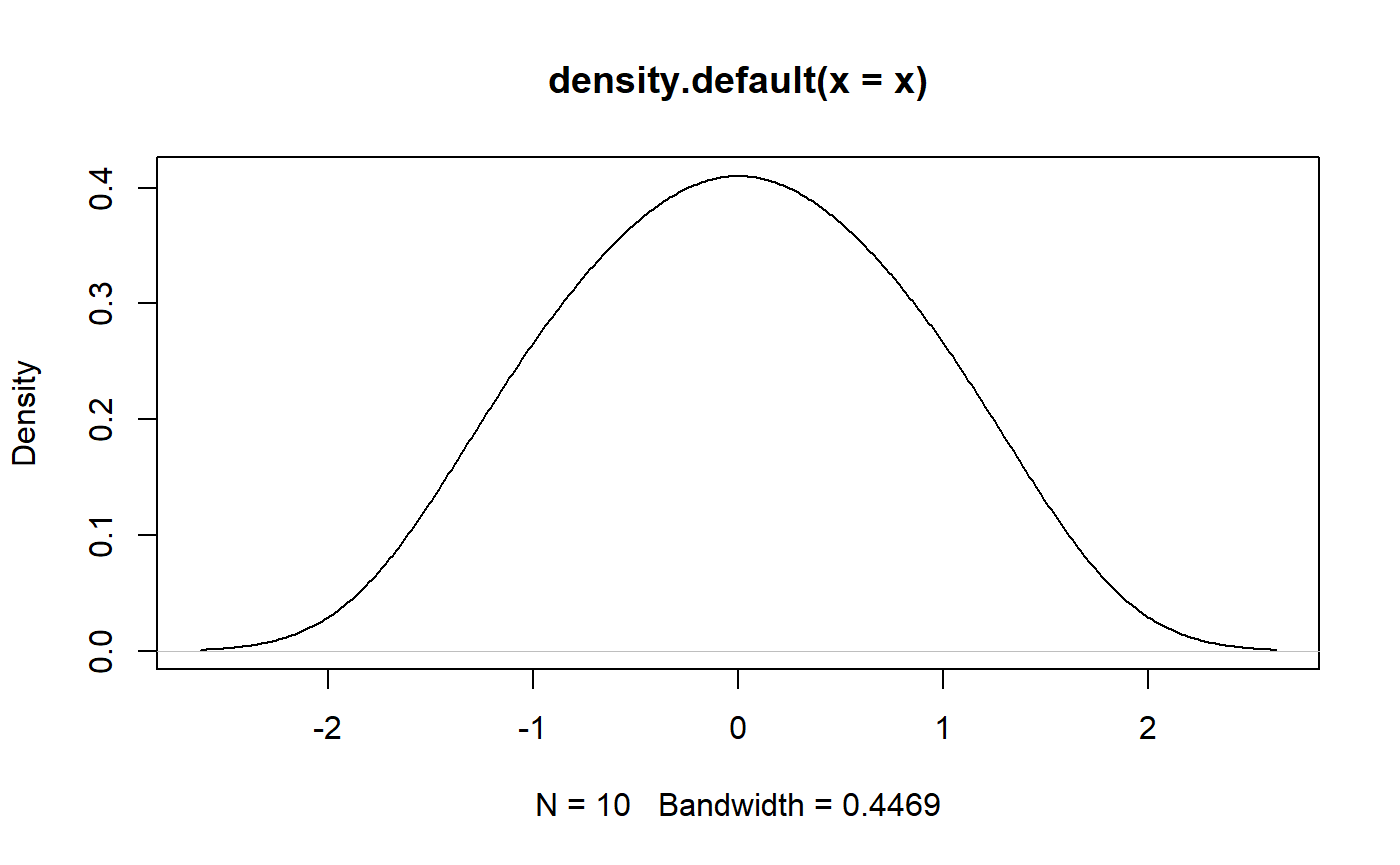 density.default(x = x)
Density
0.4
0.3
0.2
0.1
0.0
-2 -1 0 1 2
N = 10 Bandwidth = 0.4469